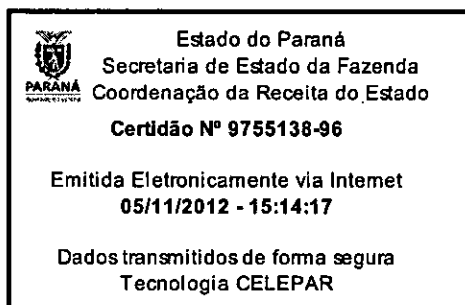 Estado do Paraná
Secretaria de Estado da Fazenda
PARANÁ
Coordenação da Receita do Estado
Certidão Nº 9755138-96
Emitida Eletronicamente via Internet
05/11/2012 - 15:14:17
Dados transmitidos de forma segura
Tecnologia CELEPAR